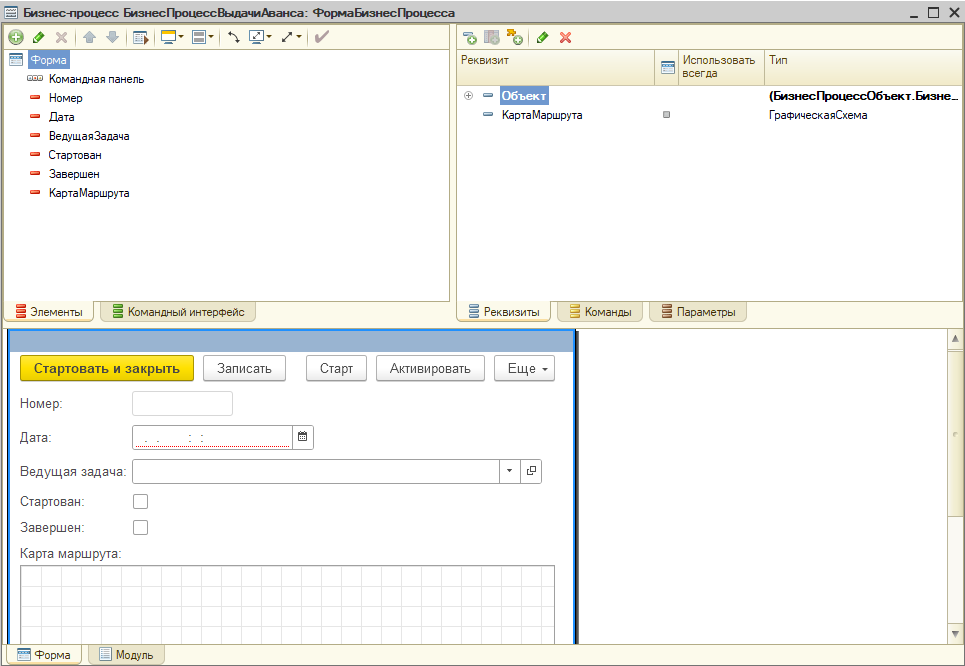 Бизнес-процесс БизнесПроцессВыдачиАванса: ФормаБизнесПроцесса
Форма
Командная панель
Номер
Дата
ВедущаяЗадача
Стартован
Завершен
КартаМаршрута
Элементы
Командный интерфейс
Реквизит
Использовать
всегда
Тип
Объект
(БизнесПроцессОбъект.Бизне...
КартаМаршрута
ГрафическаяСхема
Реквизиты
Команды
Параметры
Стартовать и закрыть
Записать
Старт
Активировать
Еще
Номер:
Дата:
. . : :
Ведущая задача:
Стартован:
Завершен:
Карта маршрута:
Форма
Модуль